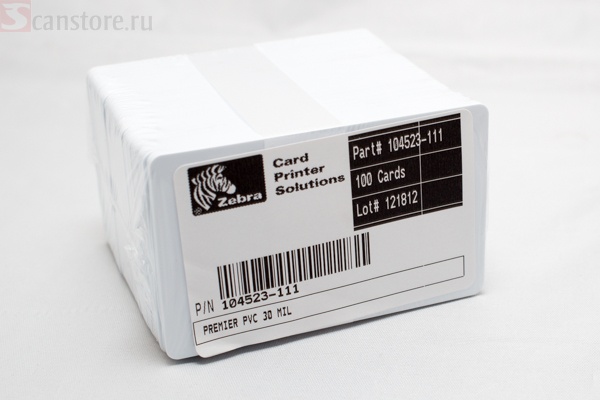 Scanstore.ru
Zebra
Card
Printer
Solutions
Part# 104523-111
100 Cards
Lot# 121812
P/N 104523-111
PREMIER PVC 30 MIL